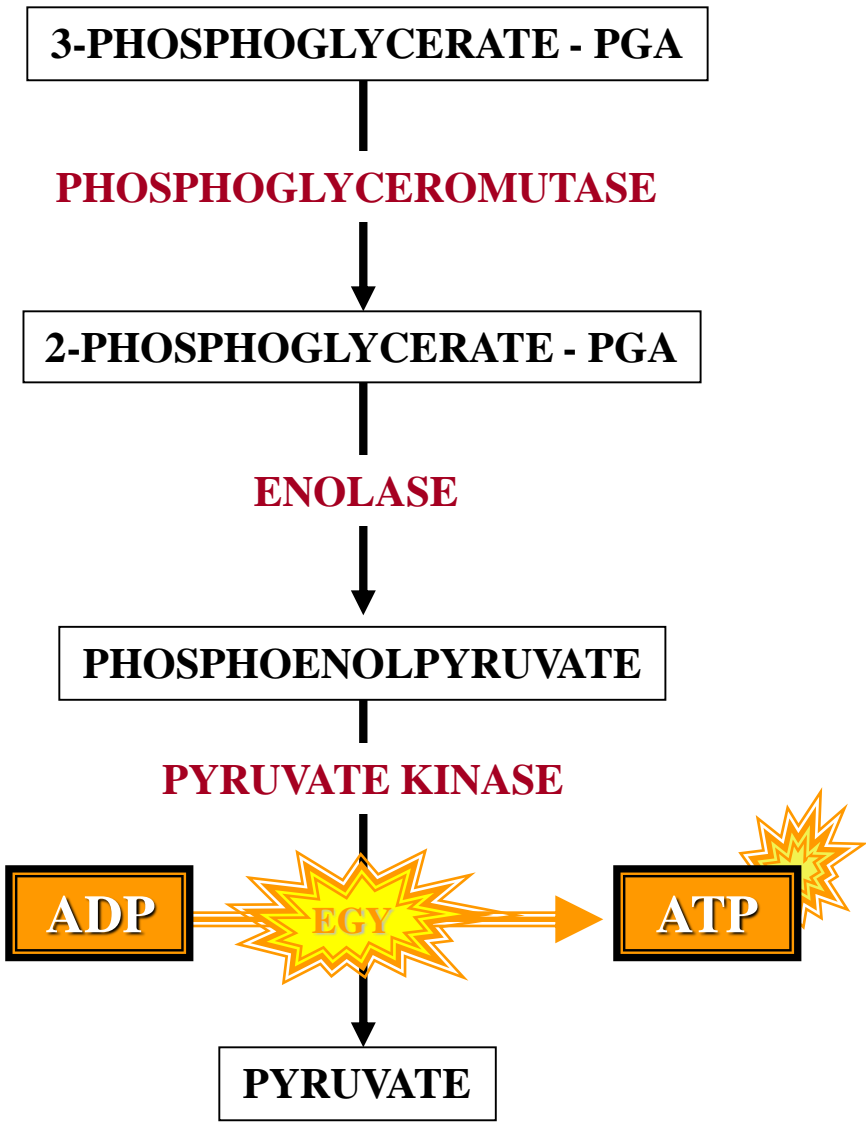 3-PHOSPHOGLYCERATE - PGA
PHOSPHOGLYCEROMUTASE
2-PHOSPHOGLYCERATE - PGA
ENOLASE
PHOSPHOENOLPYRUVATE
PYRUVATE KINASE
ADP
EGY
ATP
PYRUVATE